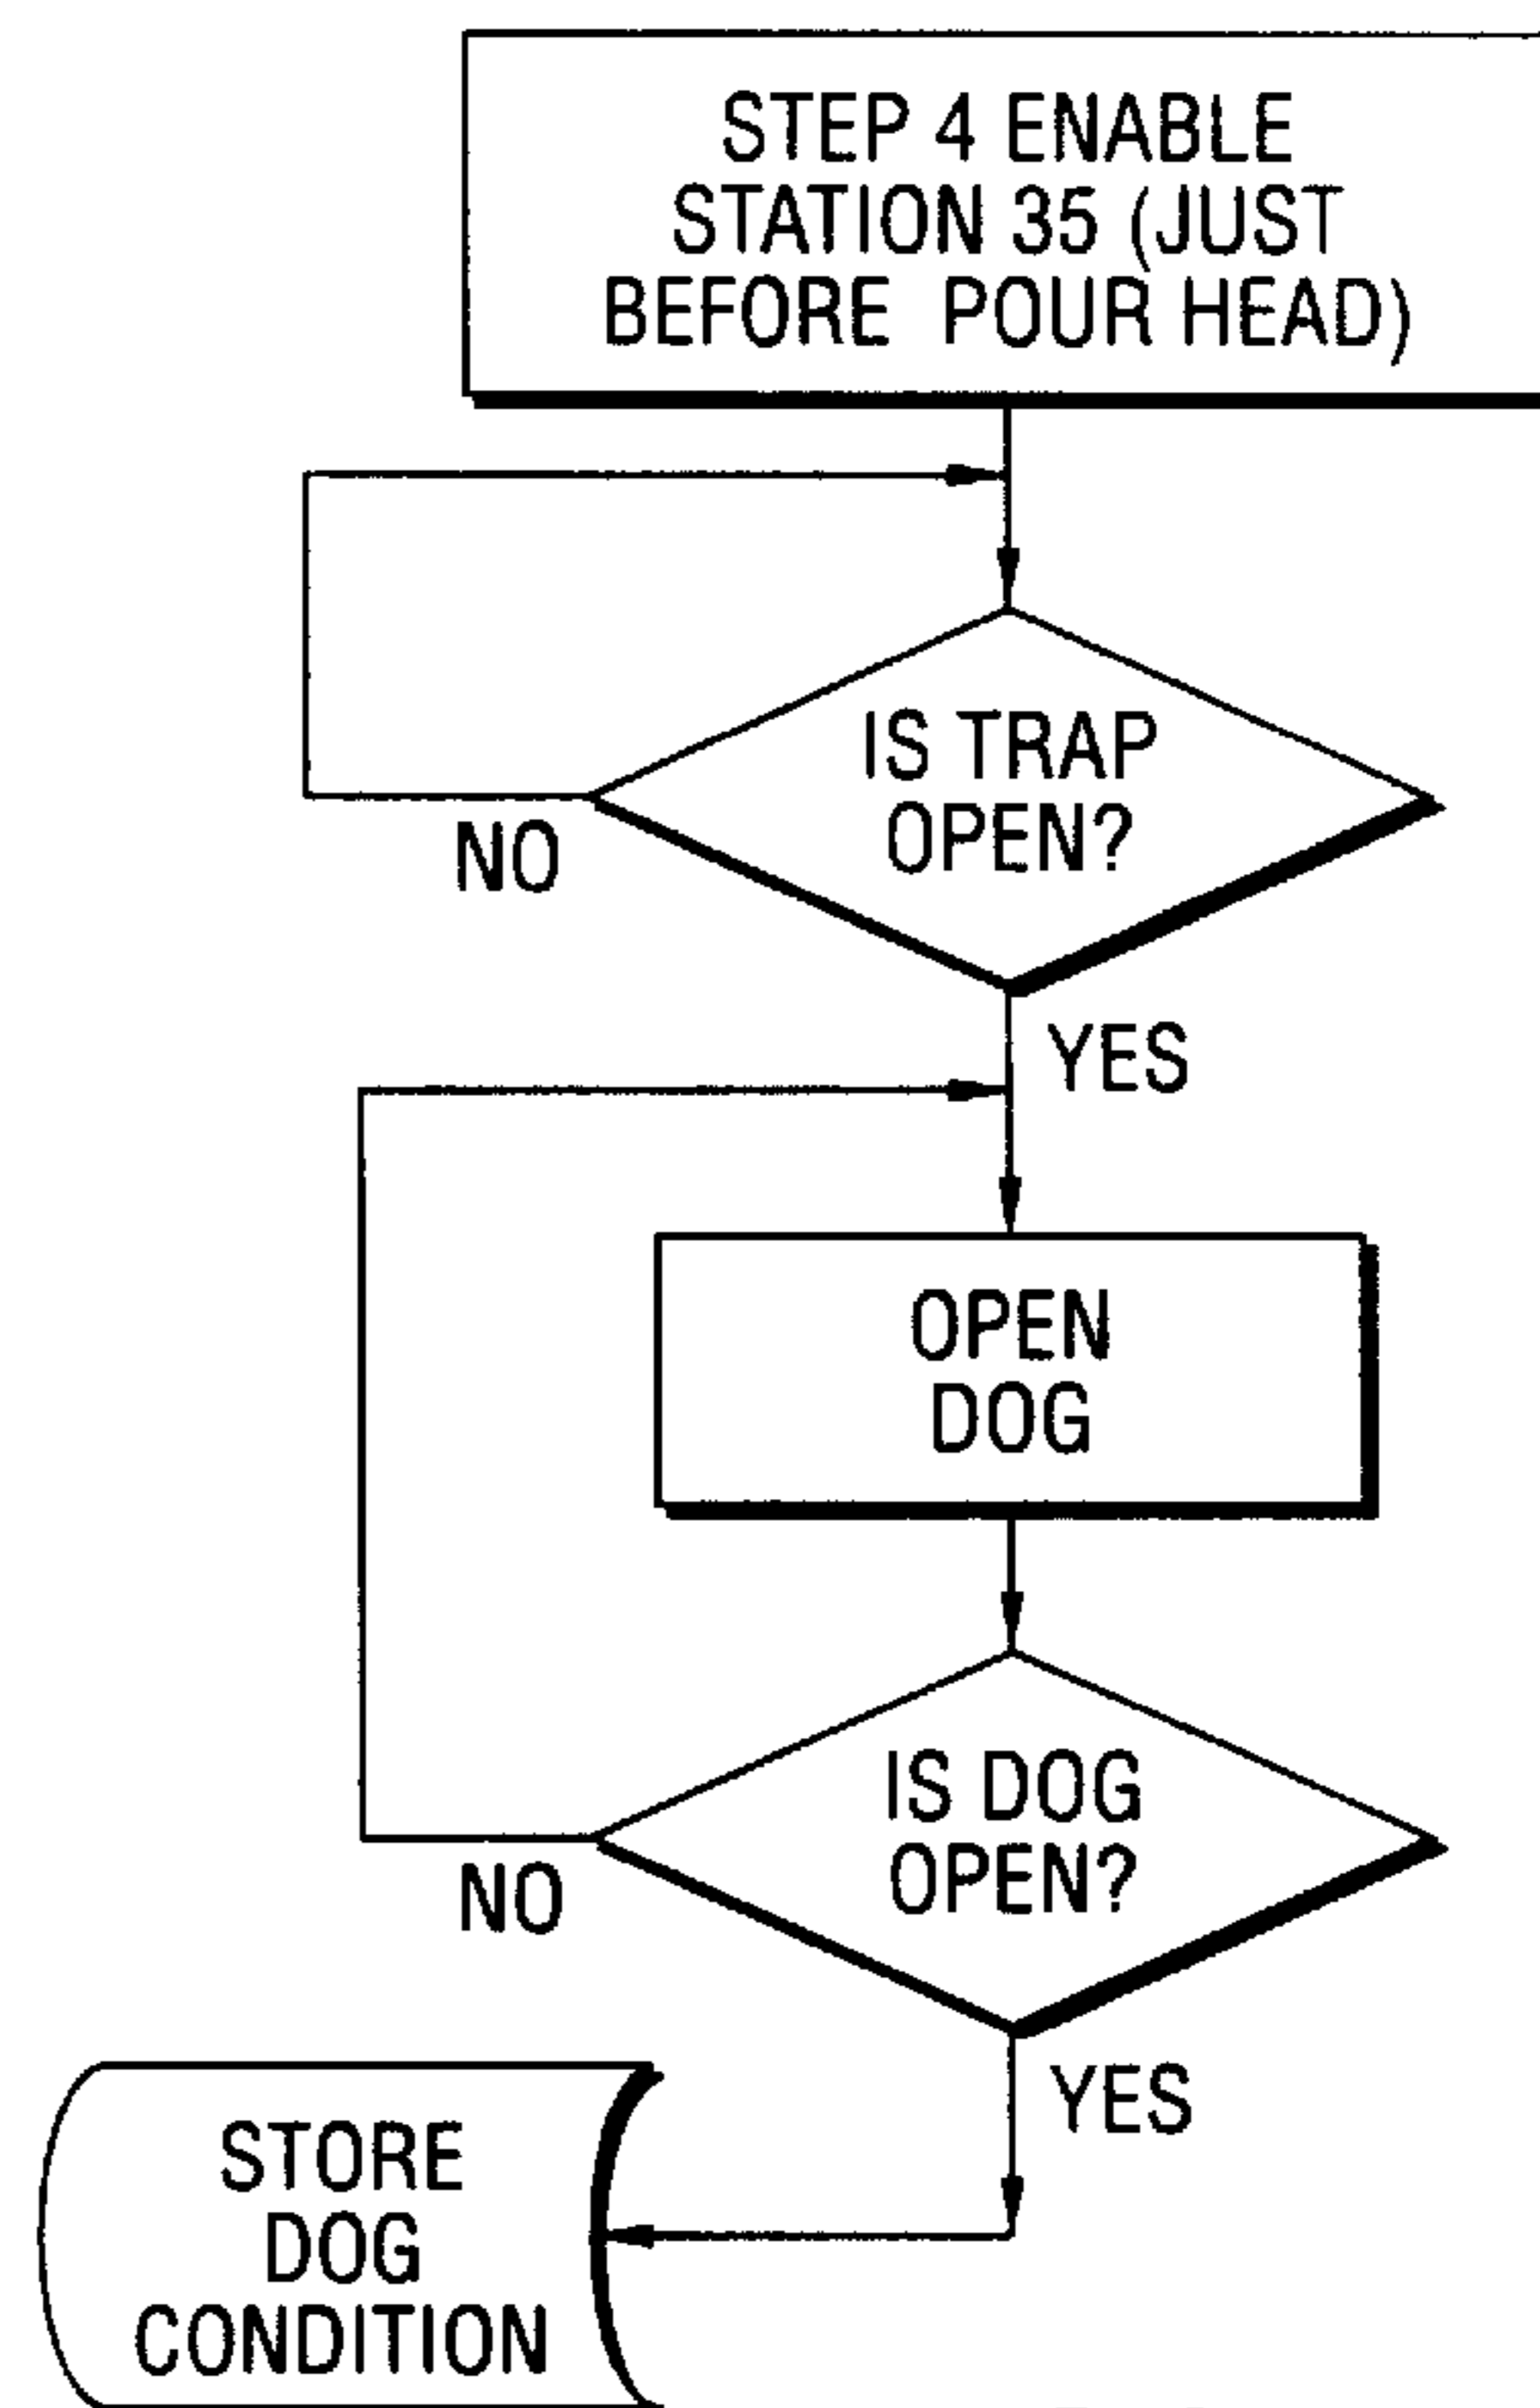 STEP 4 ENABLE
STATION 35 (JUST
BEFORE POUR HEAD)
IS TRAP
OPEN?
NO
YES
OPEN
DOG
IS DOG
OPEN?
NO
YES
STORE
DOG
CONDITION